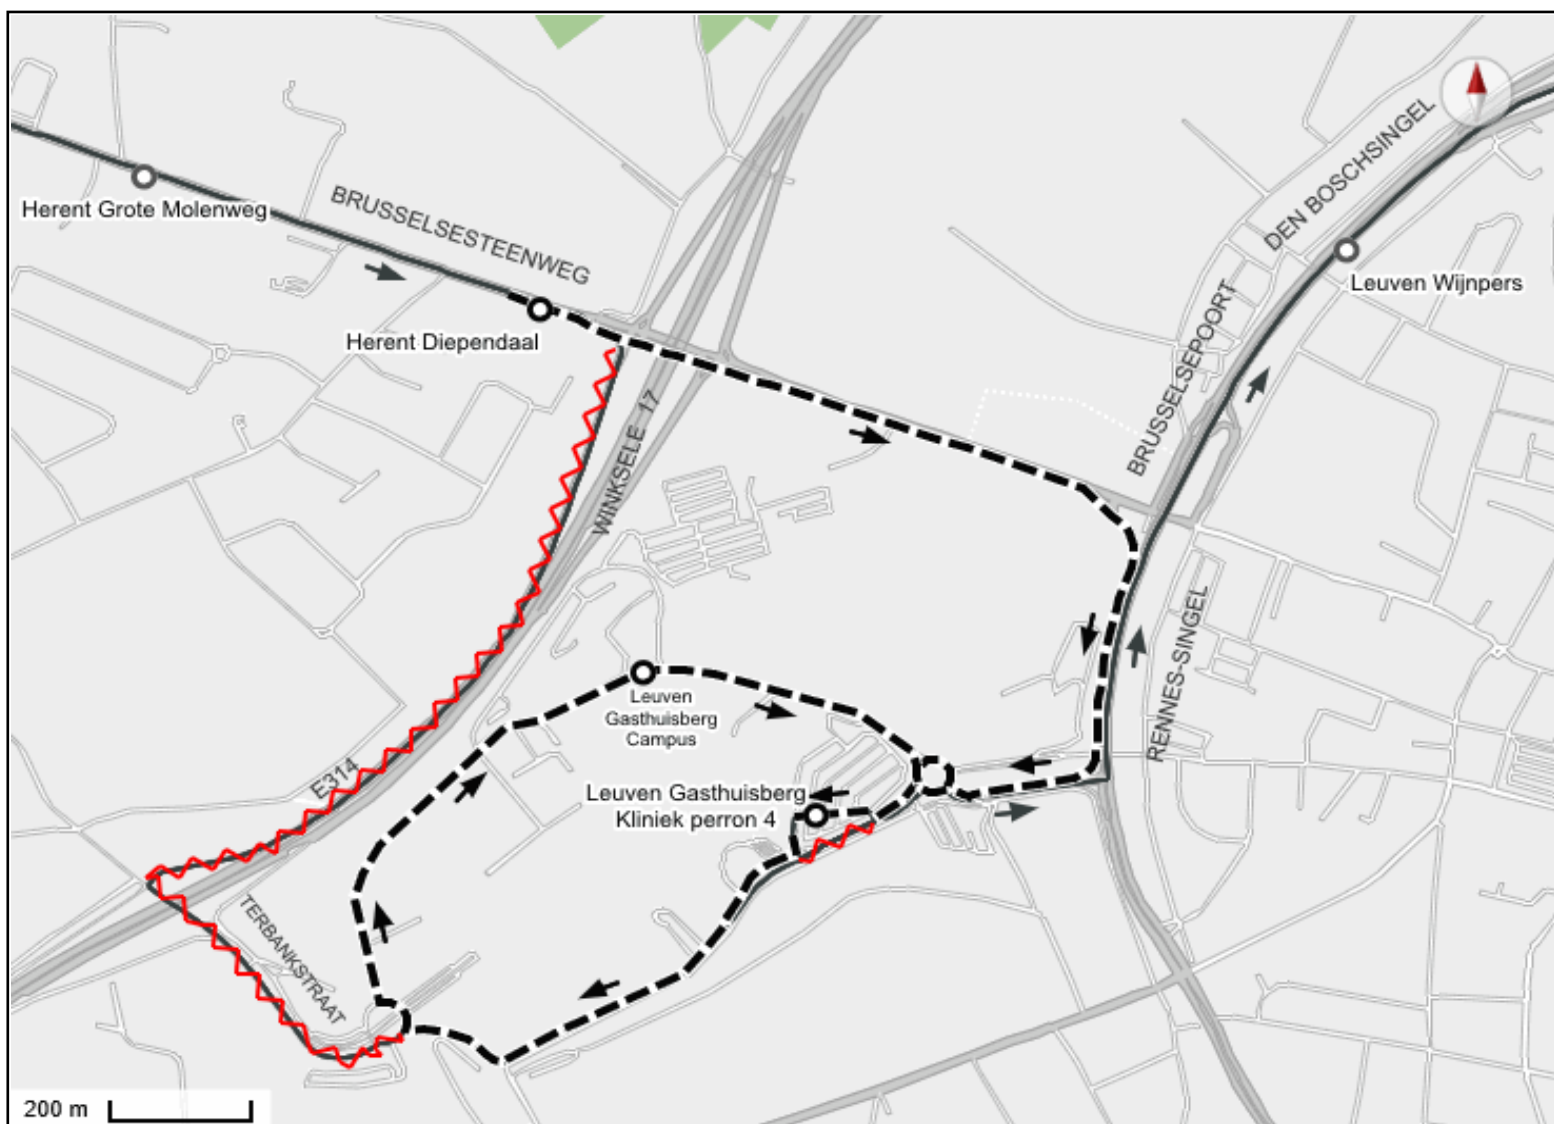 DEN BOSCHSINGEL
Herent Grote Molenweg
BRUSSELSESTEENWEG
Leuven Wijnpers
Herent Diependaal
BRUSSELSEPOORT
WINKSELE 17
RENNES-SINGEL
Leuven
Gasthuisberg
Campus
E314
Leuven Gasthuisberg
Kliniek perron 4
TERBANKSTRAAT
200 m